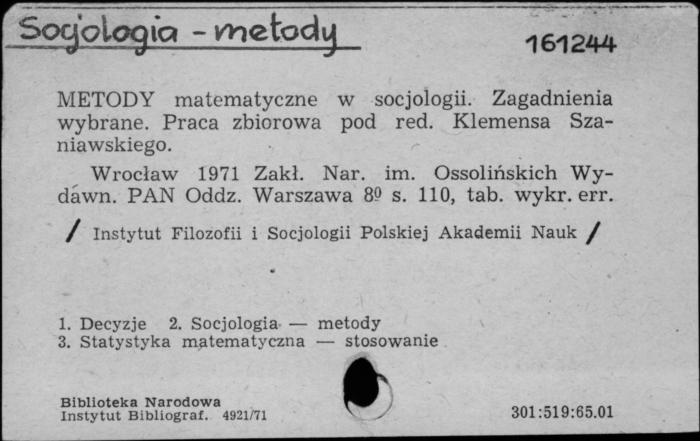 Socjologia - metody
161244
METODY matematyczne w socjologii. Zagadnienia
wybrane. Praca zbiorowa pod red. Klemensa Sza-
niawskiego.
Wrocław 1971 Zakł. Nar. im. Ossolińskich Wy-
dawn. PAN Oddz. Warszawa 8º s. 110, tab. wykr. err.
/ Instytut Filozofii i Socjologii Polskiej Akademii Nauk /
1. Decyzje 2. Socjologia — metody
3. Statystyka matematyczna — stosowanie
Biblioteka Narodowa
Instytut Bibliograf. 4921/71
301:519:65.01